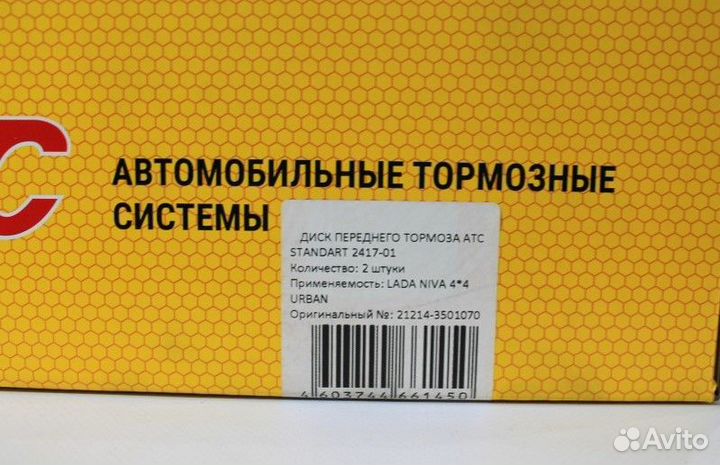 С
АВТОМОБИЛЬНЫЕ ТОРМОЗНЫЕ
СИСТЕМЫ
ДИСК ПЕРЕДНЕГО ТОРМОЗА АТС
STANDART 2417-01
Количество: 2 штуки
Применяемость: LADA NIVA 4*4
URBAN
Оригинальный №: 21214-3501070
4603744661450
Avito